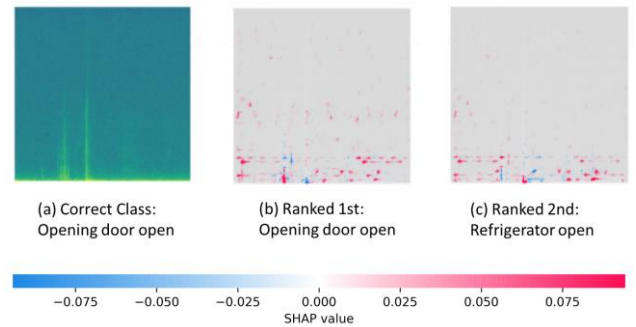 (a) Correct Class:
Opening door open
(b) Ranked 1st:
Opening door open
(c) Ranked 2nd:
Refrigerator open
−0.075 −0.050 −0.025 0.000 0.025 0.050 0.075
SHAP value